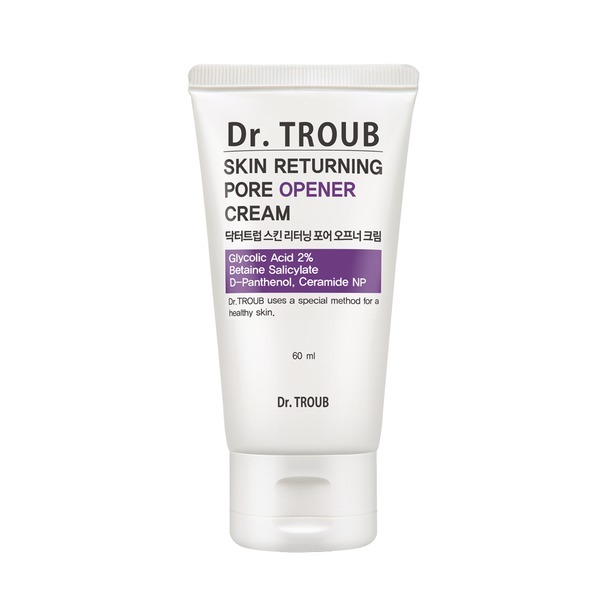 Dr. TROUB
SKIN RETURNING
PORE OPENER
CREAM
닥터트럽 스킨 리터닝 포어 오프너 크림
Glycolic Acid 2%
Betaine Salicylate
D-Panthenol, Ceramide NP
Dr.TROUB uses a special method for a
healthy skin.
60 ml
Dr. TROUB